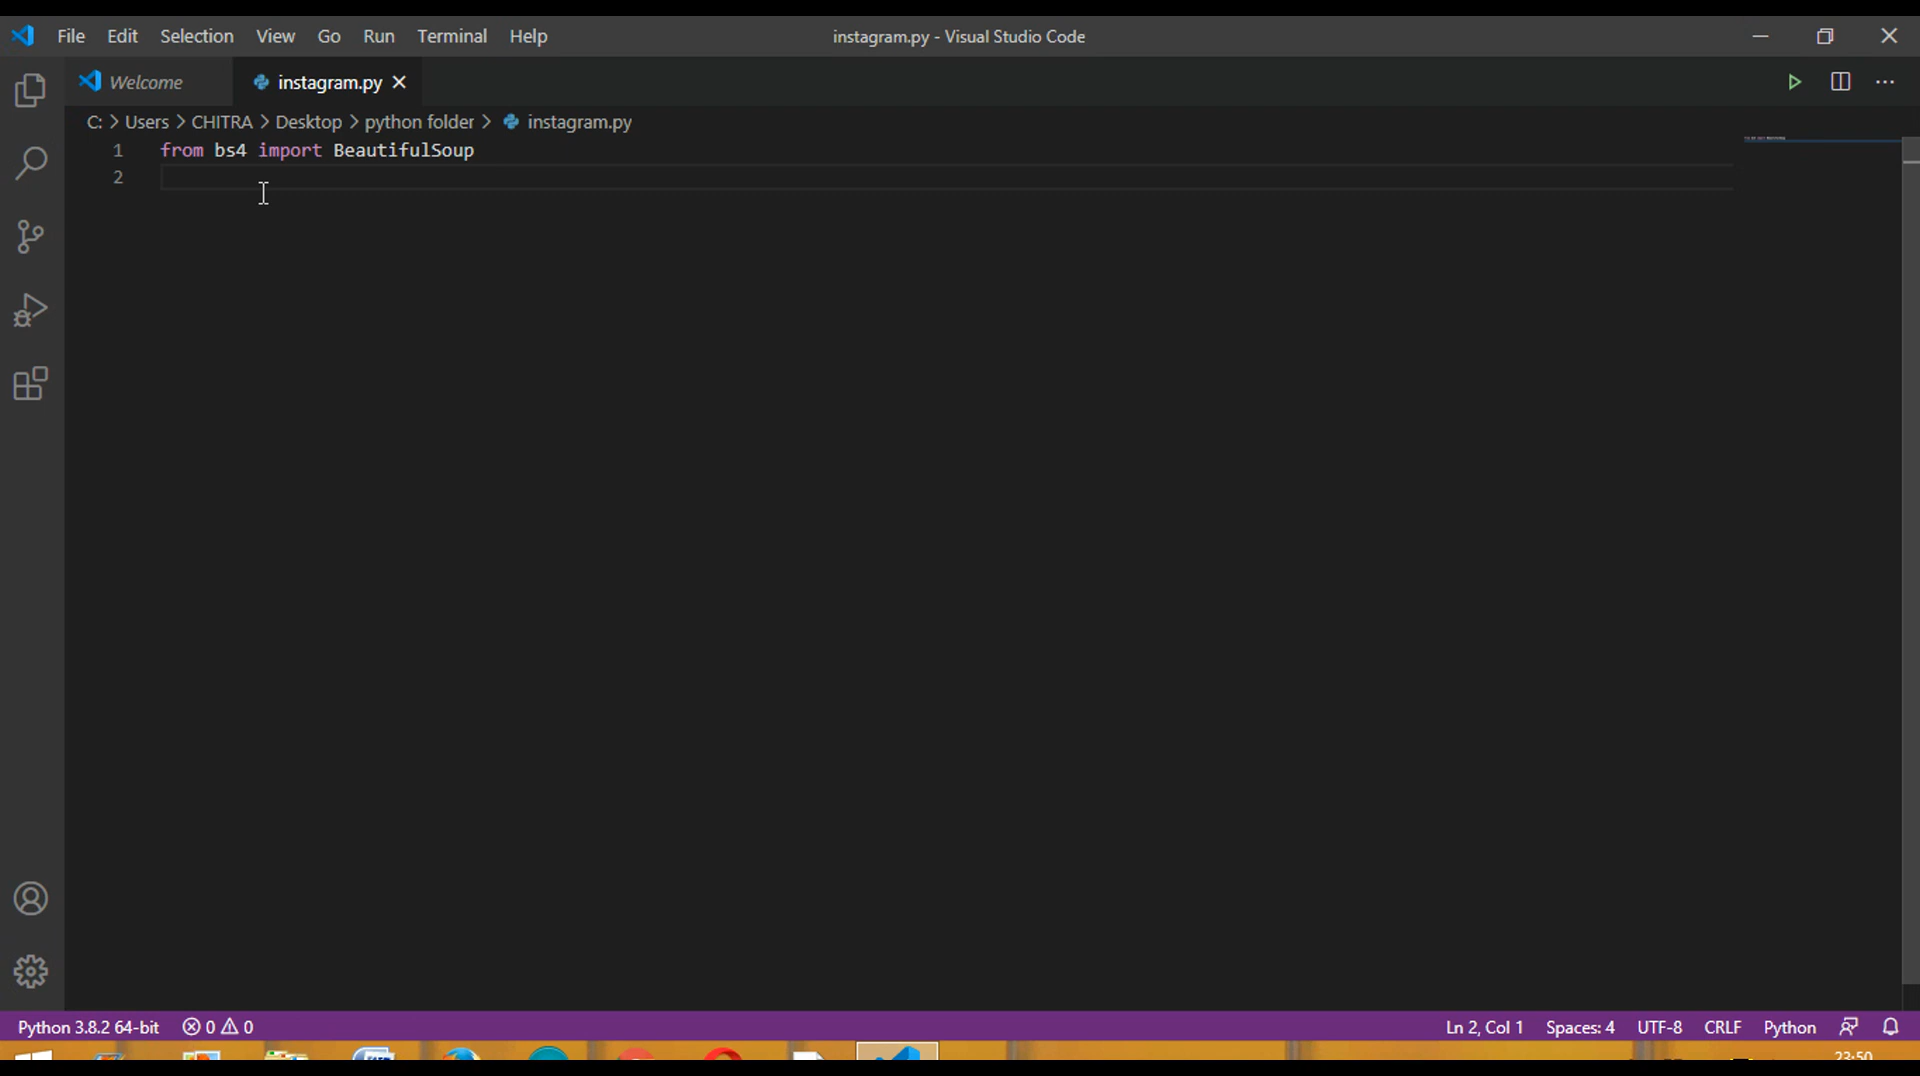 File Edit Selection View Go Run Terminal Help instagram.py - Visual Studio Code
Welcome instagram.py
C: > Users > CHITRA > Desktop > python folder > instagram.py
1 from bs4 import BeautifulSoup
2
Python 3.8.2 64-bit 0 0 Ln 2, Col 1 Spaces: 4 UTF-8 CRLF Python
23:50